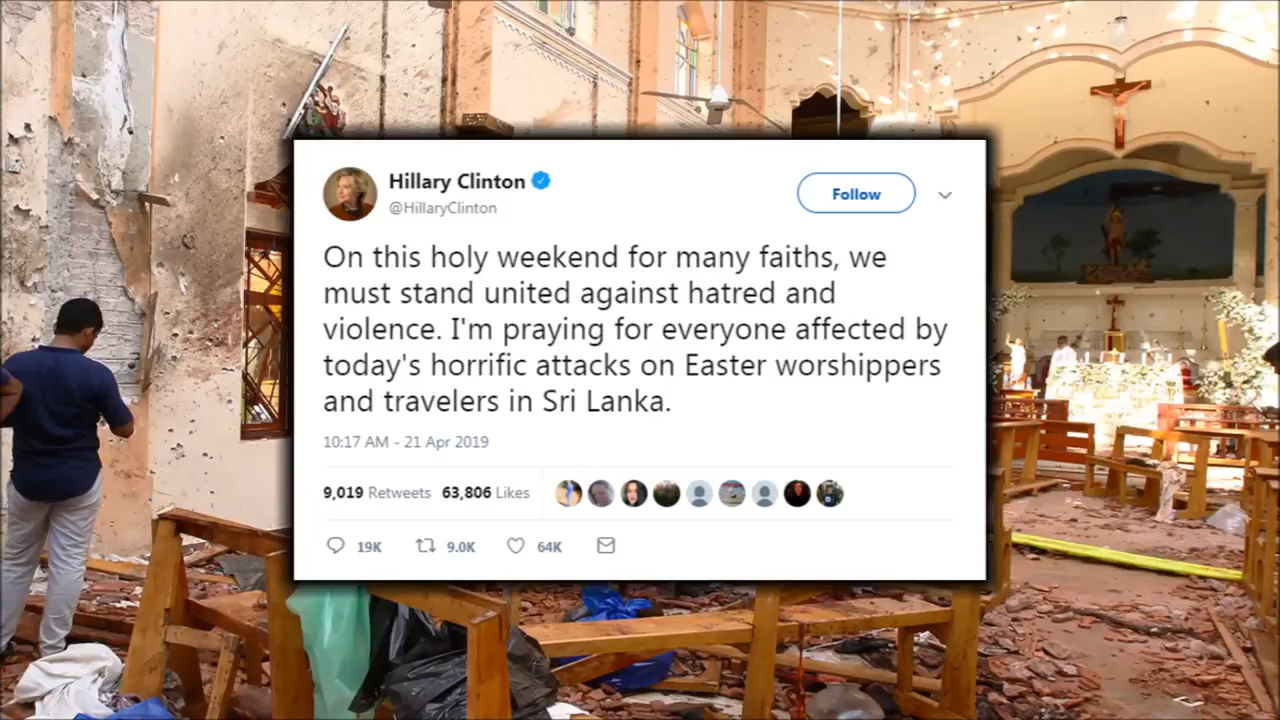 Hillary Clinton
@HillaryClinton
Follow
On this holy weekend for many faiths, we
must stand united against hatred and
violence. I'm praying for everyone affected by
today's horrific attacks on Easter worshippers
and travelers in Sri Lanka.
10:17 AM - 21 Apr 2019
9,019 Retweets 63,806 Likes
19K 9.0K 64K